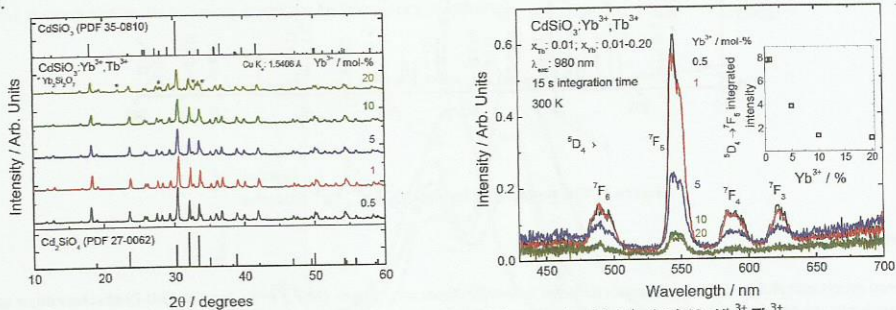 CdSiO₃ (PDF 35-0810)
CdSiO₃:Yb³⁺,Tb³⁺
Cu Kα: 1.5406 Å
Yb³⁺ / mol-%
* Yb₂Si₂O₇
20
10
5
1
0.5
Cd₂SiO₄ (PDF 27-0062)
Intensity / Arb. Units
10 20 30 40 50 60
2θ / degrees
CdSiO₃:Yb³⁺,Tb³⁺
x_Tb: 0.01; x_Yb: 0.01-0.20
λ_exc: 980 nm
15 s integration time
300 K
Yb³⁺ / mol-%
0.5
1
5
10
20
⁵D₄
⁷F₆
⁷F₅
⁷F₄
⁷F₃
⁵D₄→⁷F₅ integrated
intensity
8
6
4
2
0 5 10 15 20
Yb³⁺ / %
Intensity / Arb. Units
0.6
0.4
0.2
0.0
450 500 550 600 650 700
Wavelength / nm
Yb³⁺,Tb³⁺